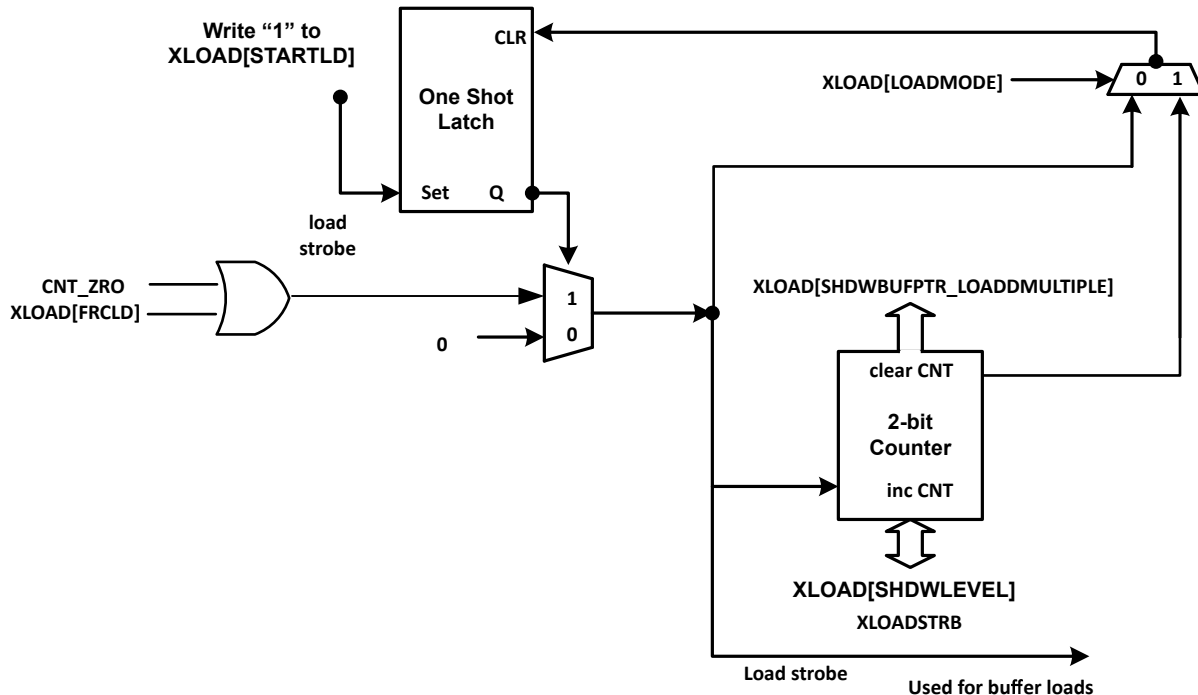 Write “1” to
XLOAD[STARTLD]
CLR
One Shot
Latch
Set Q
XLOAD[LOADMODE]
0 1
load
strobe
CNT_ZRO
XLOAD[FRCLD]
1
0
0
XLOAD[SHDWBUFPTR_LOADDMULTIPLE]
clear CNT
2-bit
Counter
inc CNT
XLOAD[SHDWLEVEL]
XLOADSTRB
Load strobe
Used for buffer loads